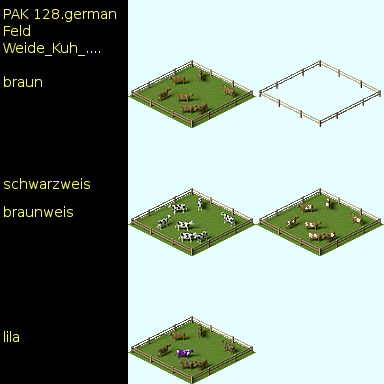 PAK 128.german
Feld
Weide_Kuh_....
braun
schwarzweis
braunweis
lila